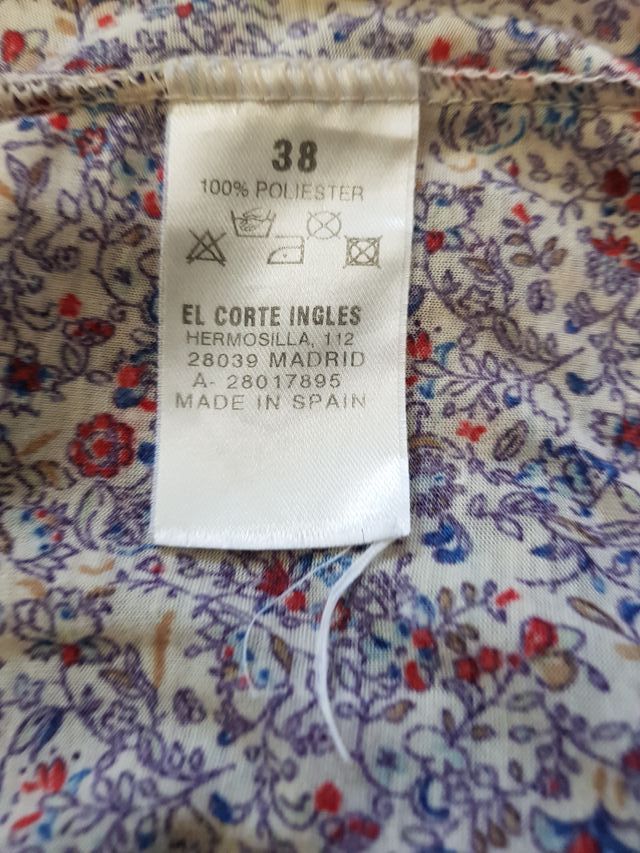 38
100% POLIESTER
EL CORTE INGLES
HERMOSILLA, 112
28039 MADRID
A- 28017895
MADE IN SPAIN